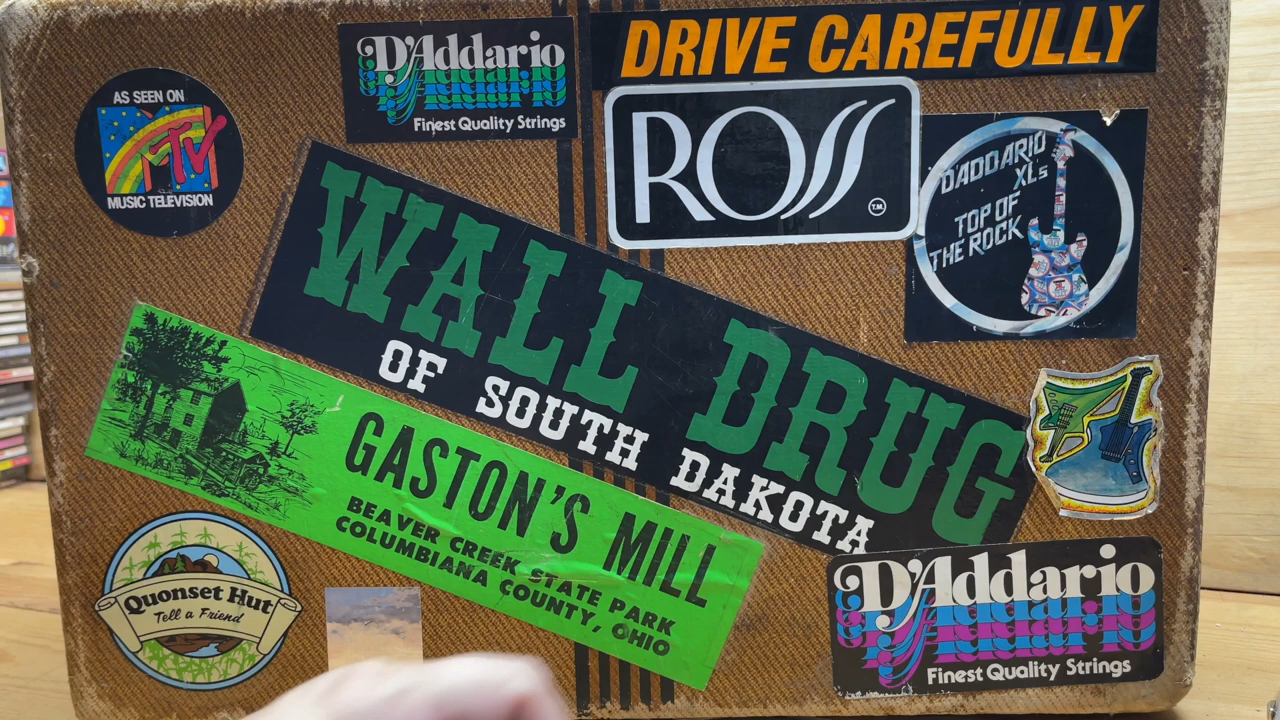 AS SEEN ON
MTV
MUSIC TELEVISION
D'Addario
Finest Quality Strings
DRIVE CAREFULLY
ROSS
TM
D'ADDARIO
XLs
TOP OF
THE ROCK
WALL DRUG
OF SOUTH DAKOTA
GASTON'S MILL
BEAVER CREEK STATE PARK
COLUMBIANA COUNTY, OHIO
Quonset Hut
Tell a Friend
D'Addario
Finest Quality Strings